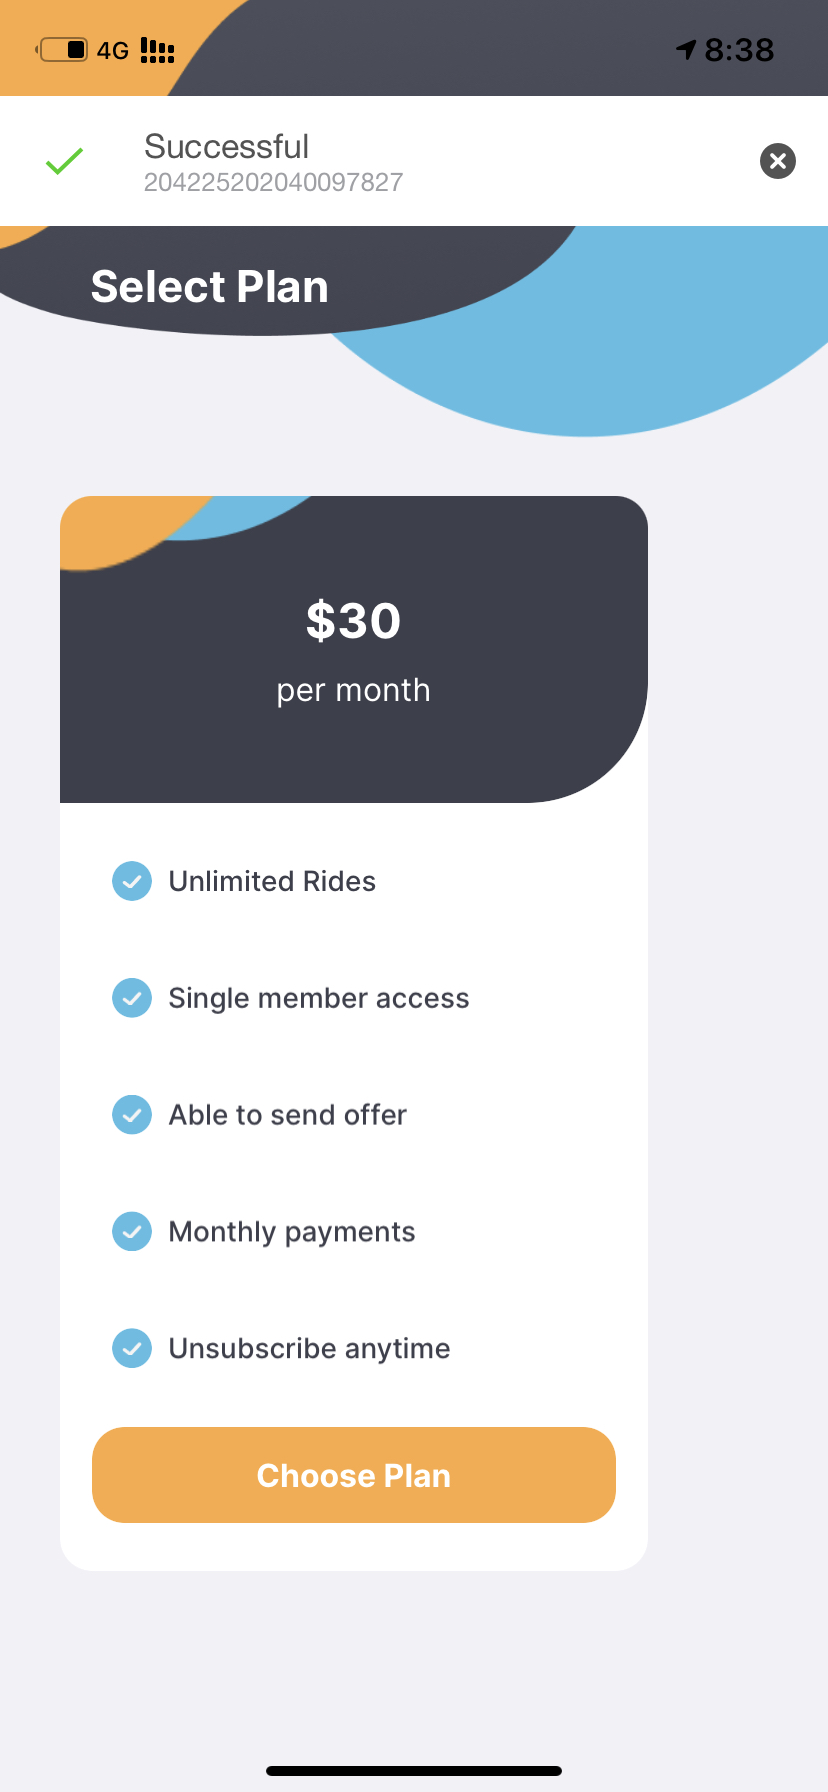 4G 8:38
Successful
204225202040097827
Select Plan
$30
per month
Unlimited Rides
Single member access
Able to send offer
Monthly payments
Unsubscribe anytime
Choose Plan